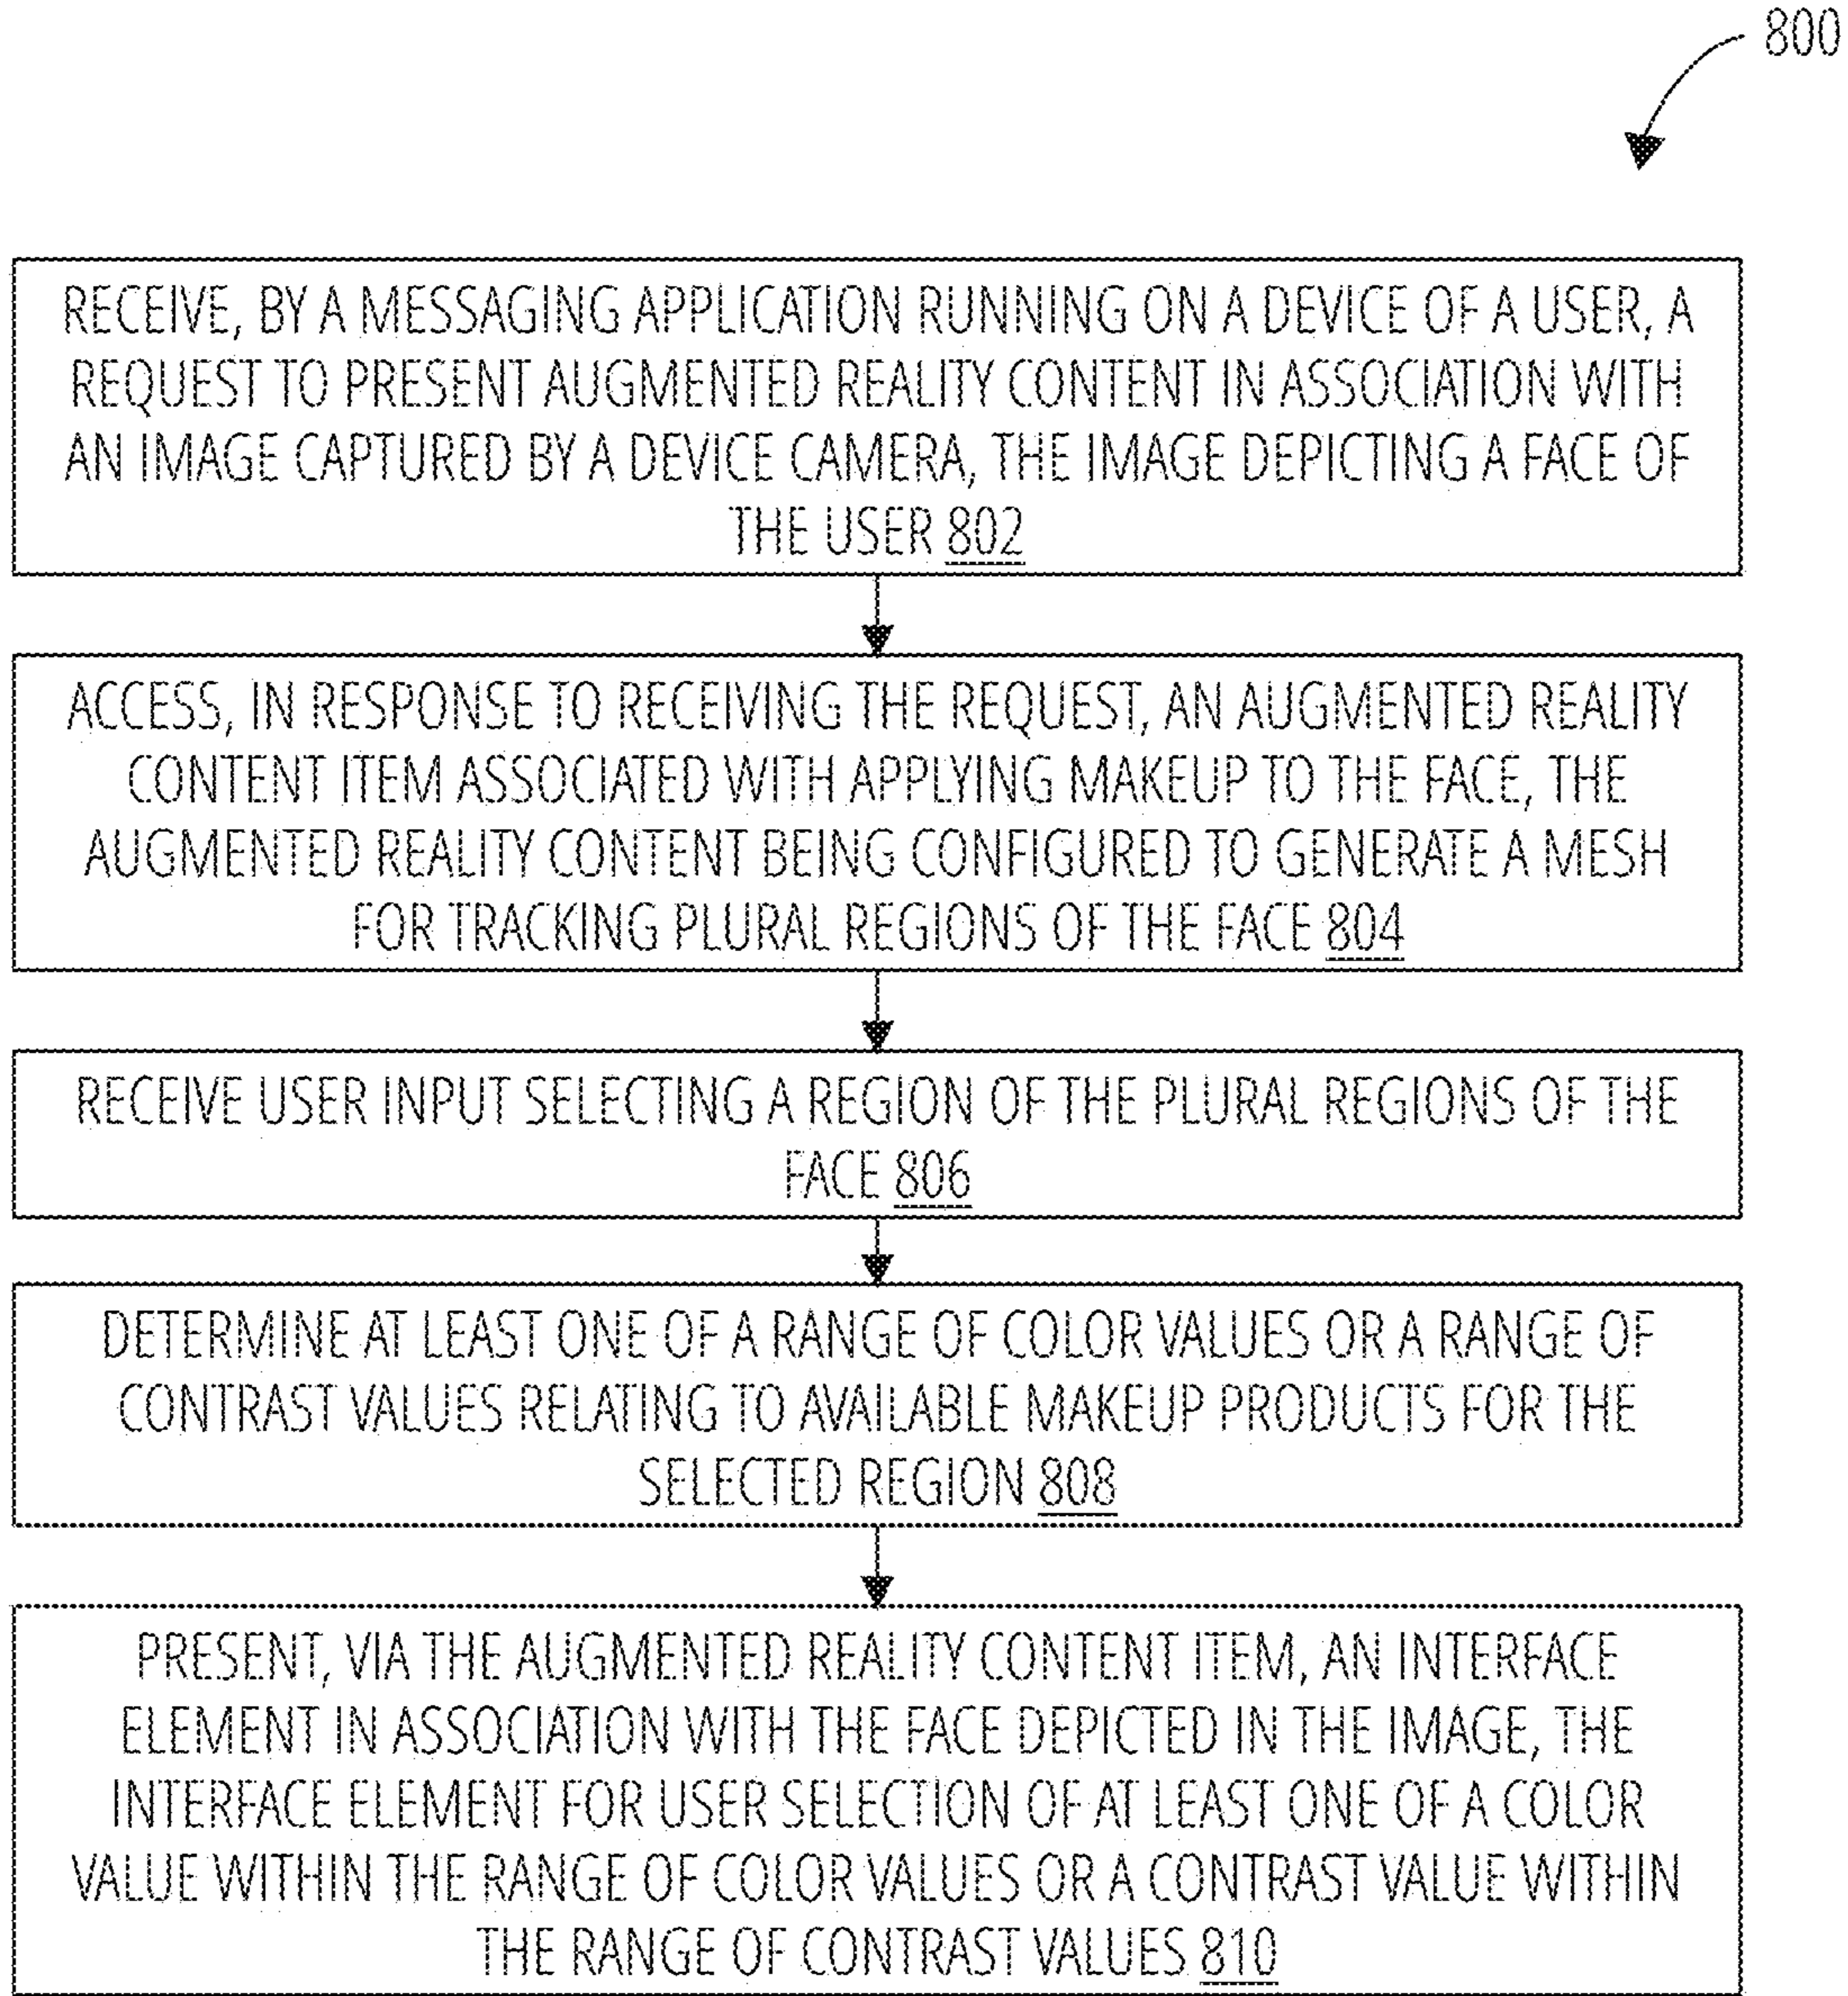 800
RECEIVE, BY A MESSAGING APPLICATION RUNNING ON A DEVICE OF A USER, A
REQUEST TO PRESENT AUGMENTED REALITY CONTENT IN ASSOCIATION WITH
AN IMAGE CAPTURED BY A DEVICE CAMERA, THE IMAGE DEPICTING A FACE OF
THE USER 802
ACCESS, IN RESPONSE TO RECEIVING THE REQUEST, AN AUGMENTED REALITY
CONTENT ITEM ASSOCIATED WITH APPLYING MAKEUP TO THE FACE, THE
AUGMENTED REALITY CONTENT BEING CONFIGURED TO GENERATE A MESH
FOR TRACKING PLURAL REGIONS OF THE FACE 804
RECEIVE USER INPUT SELECTING A REGION OF THE PLURAL REGIONS OF THE
FACE 806
DETERMINE AT LEAST ONE OF A RANGE OF COLOR VALUES OR A RANGE OF
CONTRAST VALUES RELATING TO AVAILABLE MAKEUP PRODUCTS FOR THE
SELECTED REGION 808
PRESENT, VIA THE AUGMENTED REALITY CONTENT ITEM, AN INTERFACE
ELEMENT IN ASSOCIATION WITH THE FACE DEPICTED IN THE IMAGE, THE
INTERFACE ELEMENT FOR USER SELECTION OF AT LEAST ONE OF A COLOR
VALUE WITHIN THE RANGE OF COLOR VALUES OR A CONTRAST VALUE WITHIN
THE RANGE OF CONTRAST VALUES 810